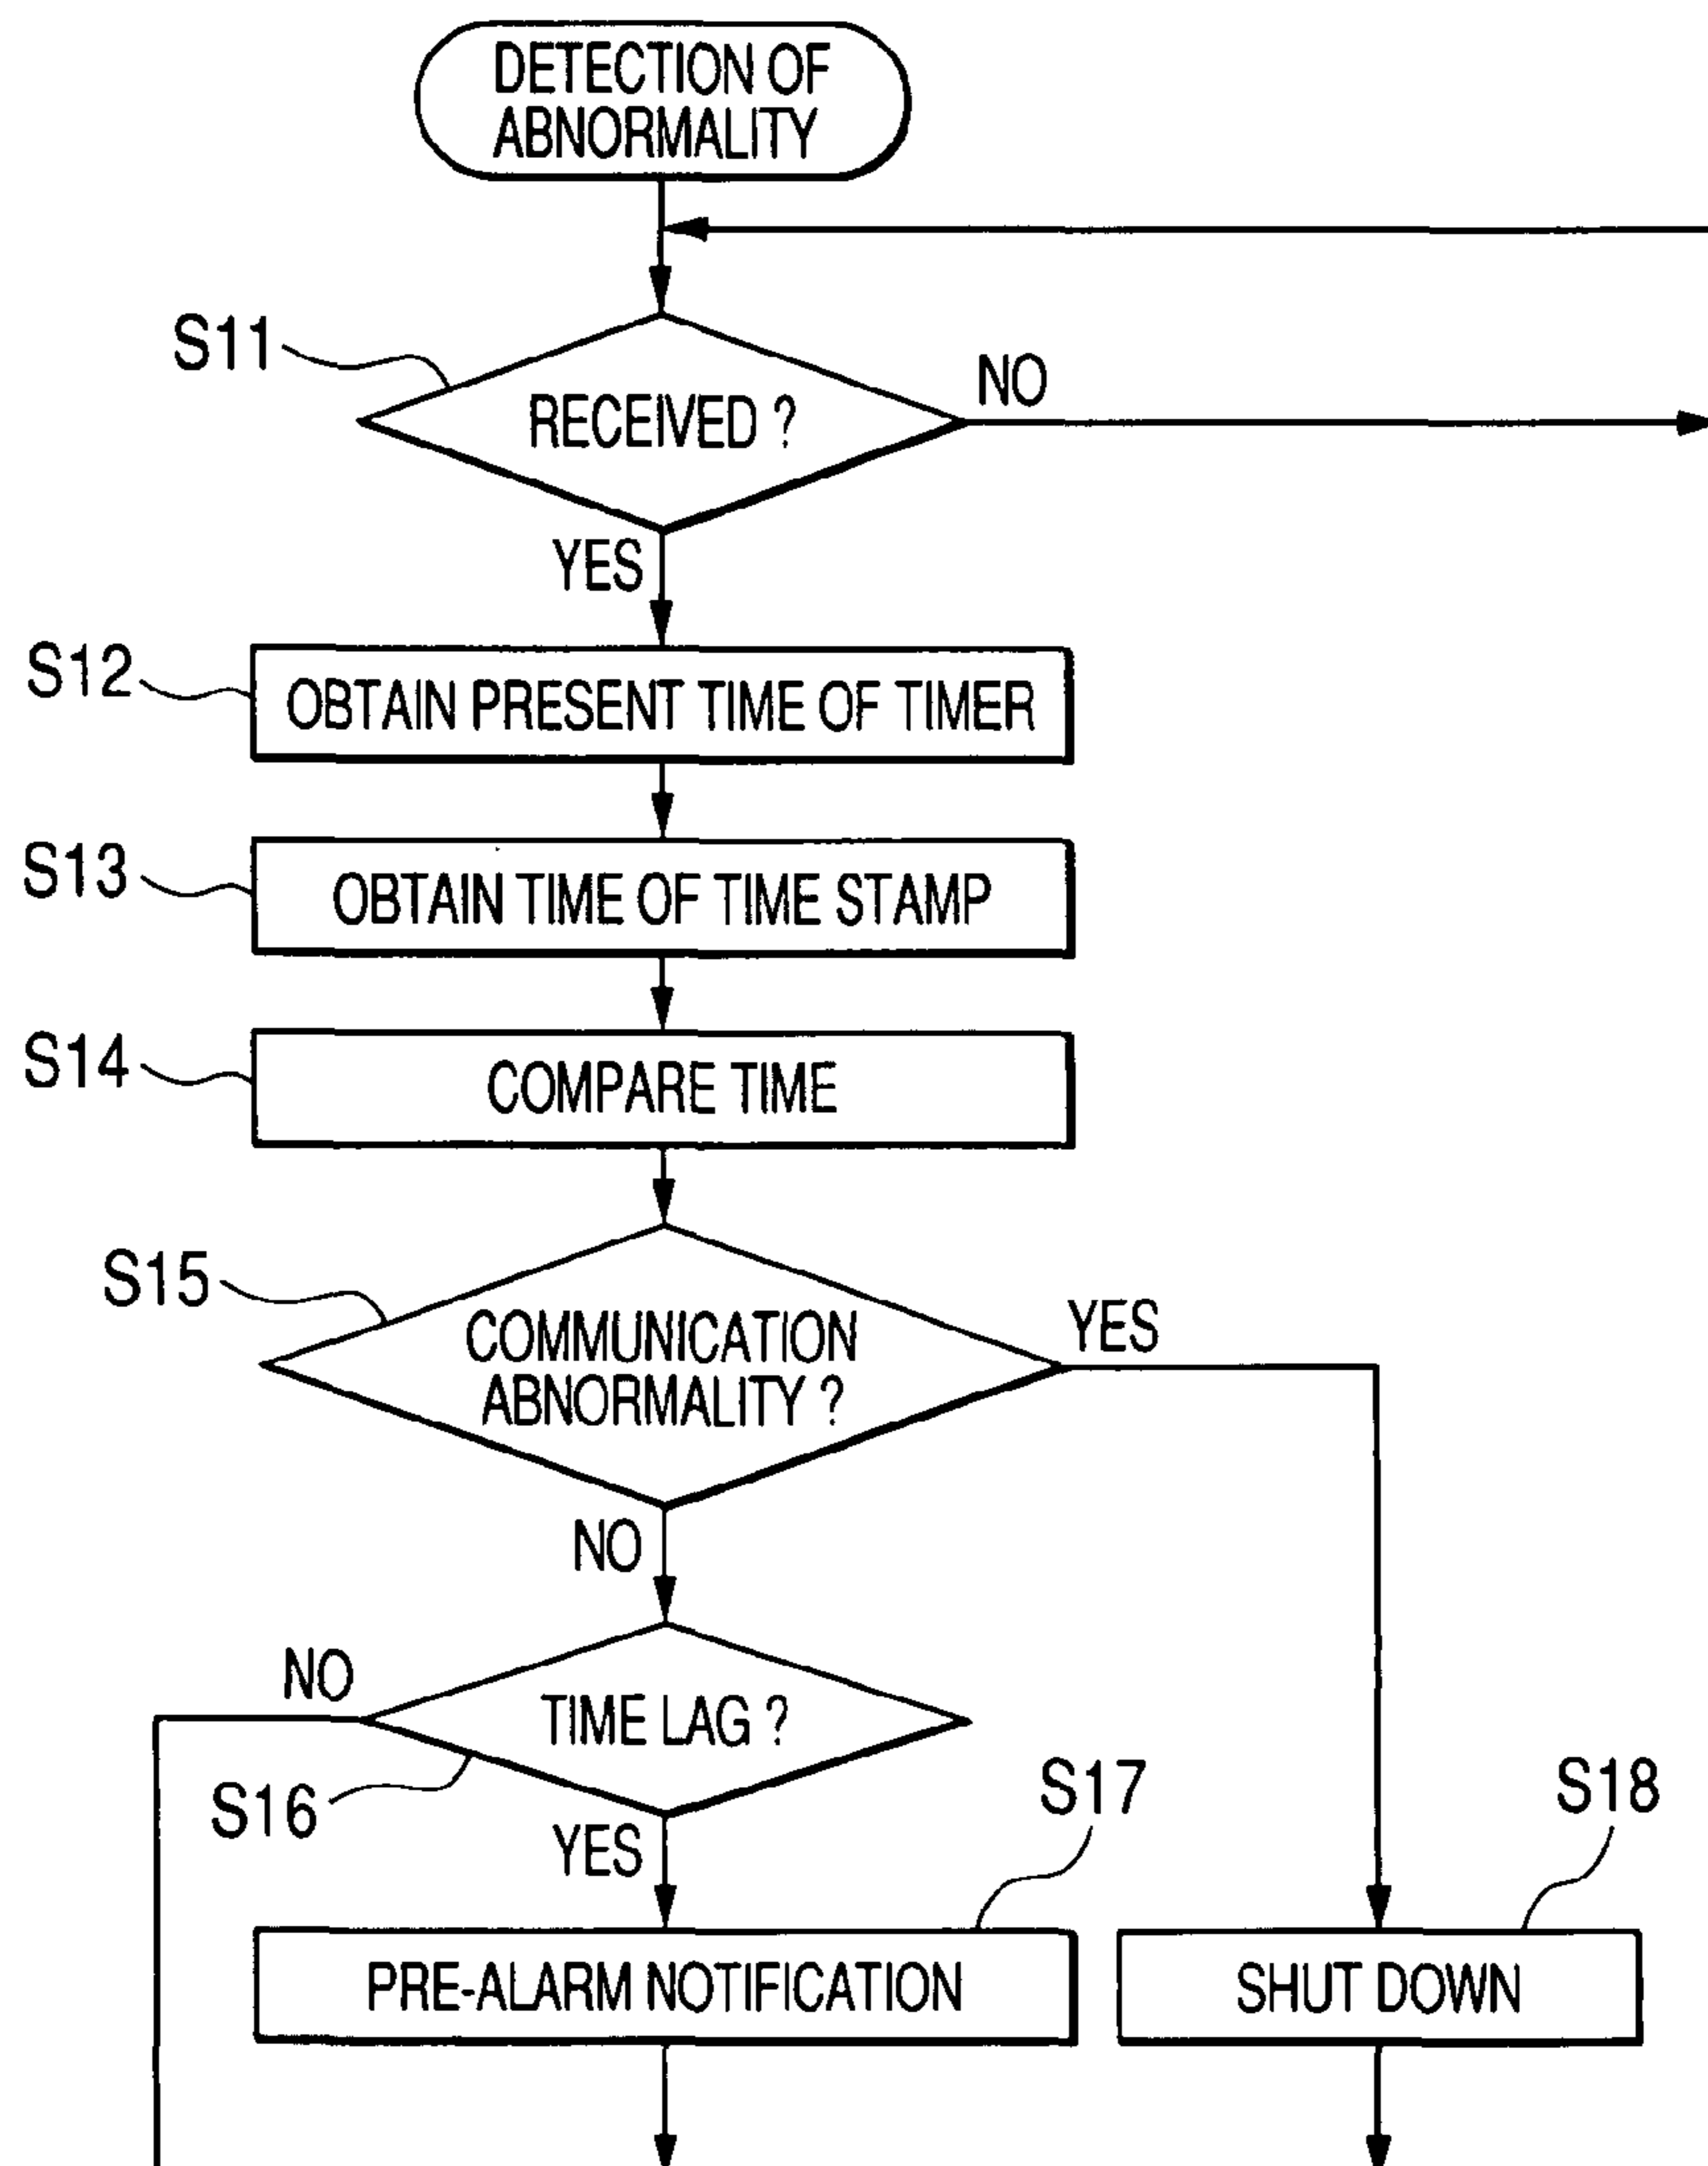 DETECTION OF
ABNORMALITY
S11
RECEIVED ?
NO
YES
S12
OBTAIN PRESENT TIME OF TIMER
S13
OBTAIN TIME OF TIME STAMP
S14
COMPARE TIME
S15
COMMUNICATION
ABNORMALITY ?
YES
NO
NO
TIME LAG ?
S16
YES
S17
S18
PRE-ALARM NOTIFICATION
SHUT DOWN